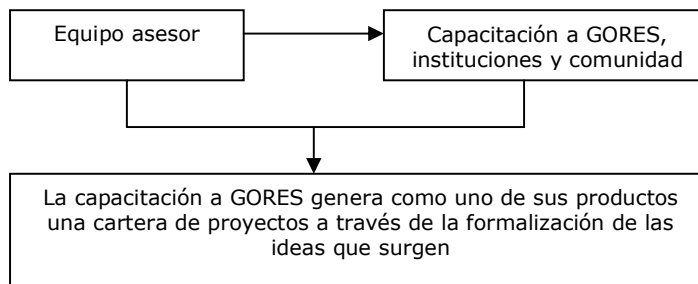 Equipo asesor
Capacitación a GORES,
instituciones y comunidad
La capacitación a GORES genera como uno de sus productos
una cartera de proyectos a través de la formalización de las
ideas que surgen